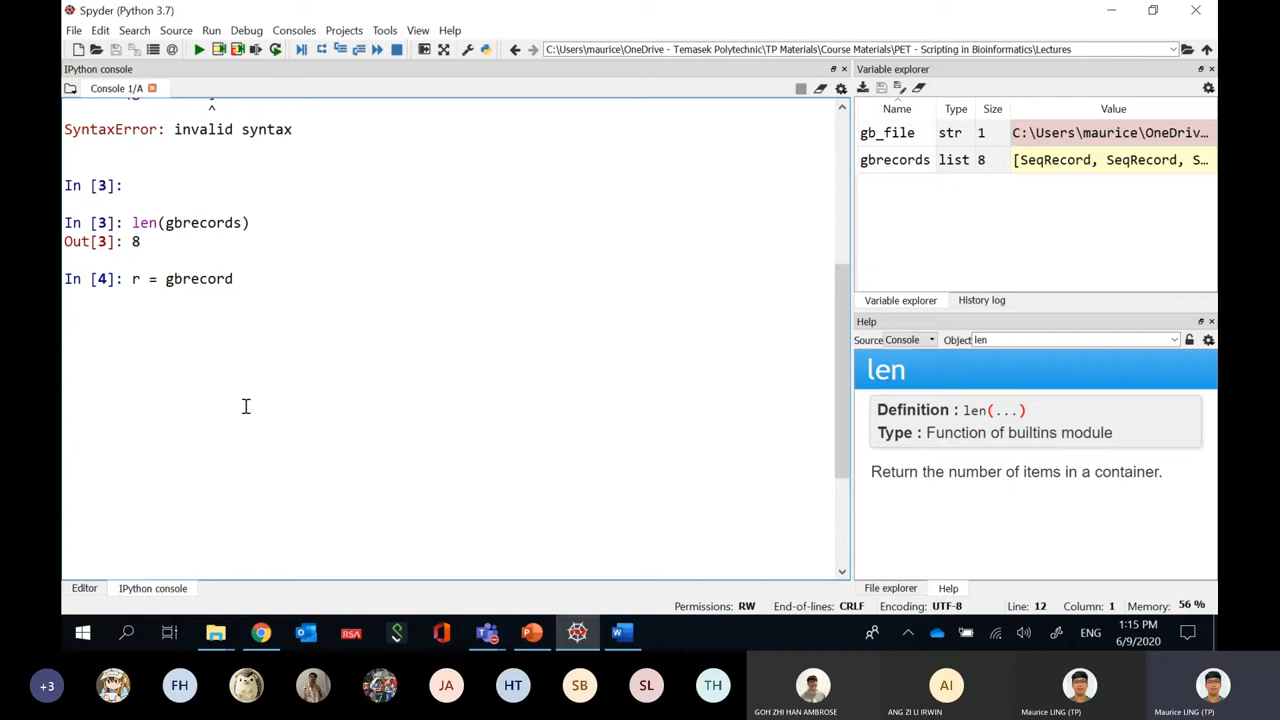 Spyder (Python 3.7)
File Edit Search Source Run Debug Consoles Projects Tools View Help
C:\Users\maurice\OneDrive - Temasek Polytechnic\TP Materials\Course Materials\PET - Scripting in Bioinformatics\Lectures
IPython console
Variable explorer
Console 1/A
Name Type Size Value
^
SyntaxError: invalid syntax
gb_file str 1 C:\Users\maurice\OneDriv...
gbrecords list 8 [SeqRecord, SeqRecord, S...
In [3]:
In [3]: len(gbrecords)
Out[3]: 8
In [4]: r = gbrecord
Variable explorer History log
Help
Source Console Object len
len
Definition : len(...)
Type : Function of builtins module
Return the number of items in a container.
Editor IPython console
File explorer Help
Permissions: RW End-of-lines: CRLF Encoding: UTF-8 Line: 12 Column: 1 Memory: 56 %
RSA
ENG
1:15 PM
6/9/2020
+3 FH JA HT SB SL TH AI
GOH ZHI HAN AMBROSE ANG ZI LI IRWIN Maurice LING (TP) Maurice LING (TP)